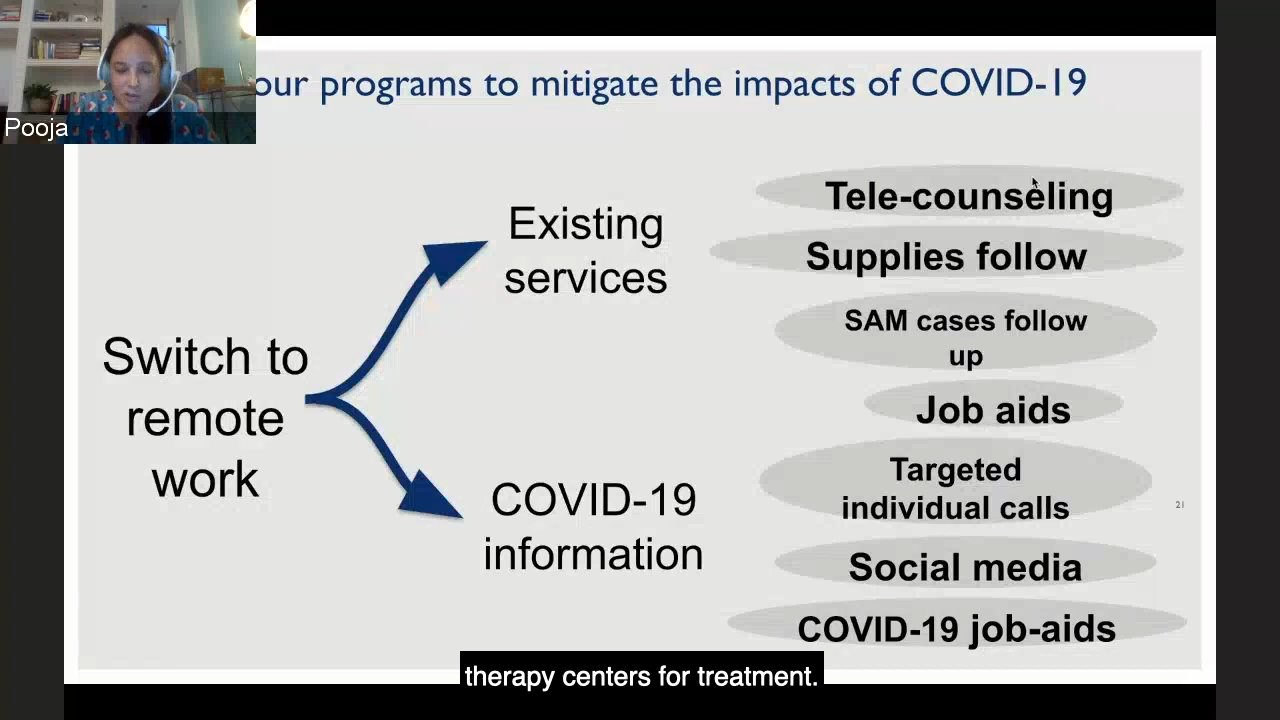 our programs to mitigate the impacts of COVID-19
Pooja
Switch to
remote
work
Existing
services
COVID-19
information
Tele-counseling
Supplies follow
SAM cases follow
up
Job aids
Targeted
individual calls
Social media
COVID-19 job-aids
21
therapy centers for treatment.